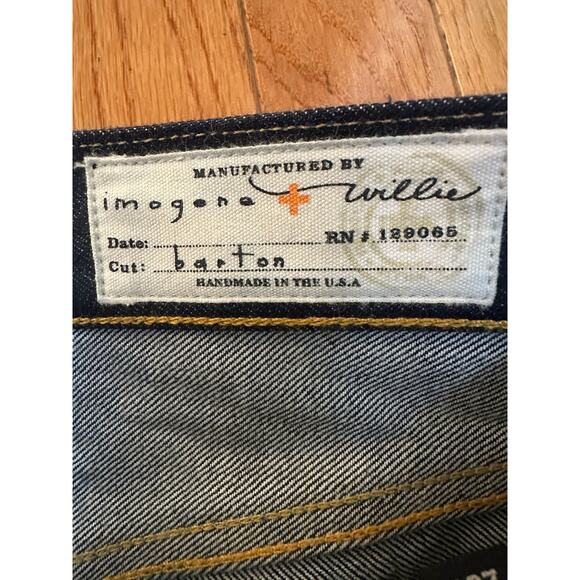 MANUFACTURED BY
imogene + willie
Date: RN # 129065
Cut: barton
HANDMADE IN THE U.S.A